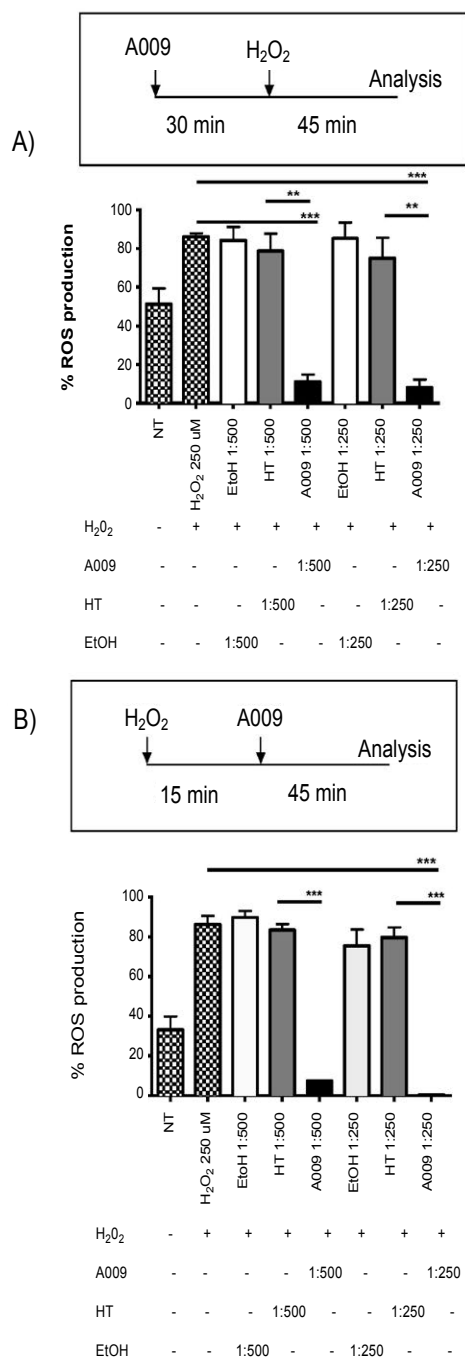 A009 H₂O₂
Analysis
30 min 45 min
A)
***
**
***
**
% ROS production
100
80
60
40
20
0
NT
H₂O₂ 250 uM
EtoH 1:500
HT 1:500
A009 1:500
EtOH 1:250
HT 1:250
A009 1:250
H₂0₂ - + + + + + + +
A009 - - - - 1:500 - - 1:250
HT - - - 1:500 - - 1:250 -
EtOH - - 1:500 - - 1:250 - -
B)
H₂O₂ A009
Analysis
15 min 45 min
***
*** ***
% ROS production
100
80
60
40
20
0
NT
H₂O₂ 250 uM
EtoH 1:500
HT 1:500
A009 1:500
EtOH 1:250
HT 1:250
A009 1:250
H₂0₂ - + + + + + + +
A009 - - - - 1:500 - - 1:250
HT - - - 1:500 - - 1:250 -
EtOH - - 1:500 - - 1:250 - -